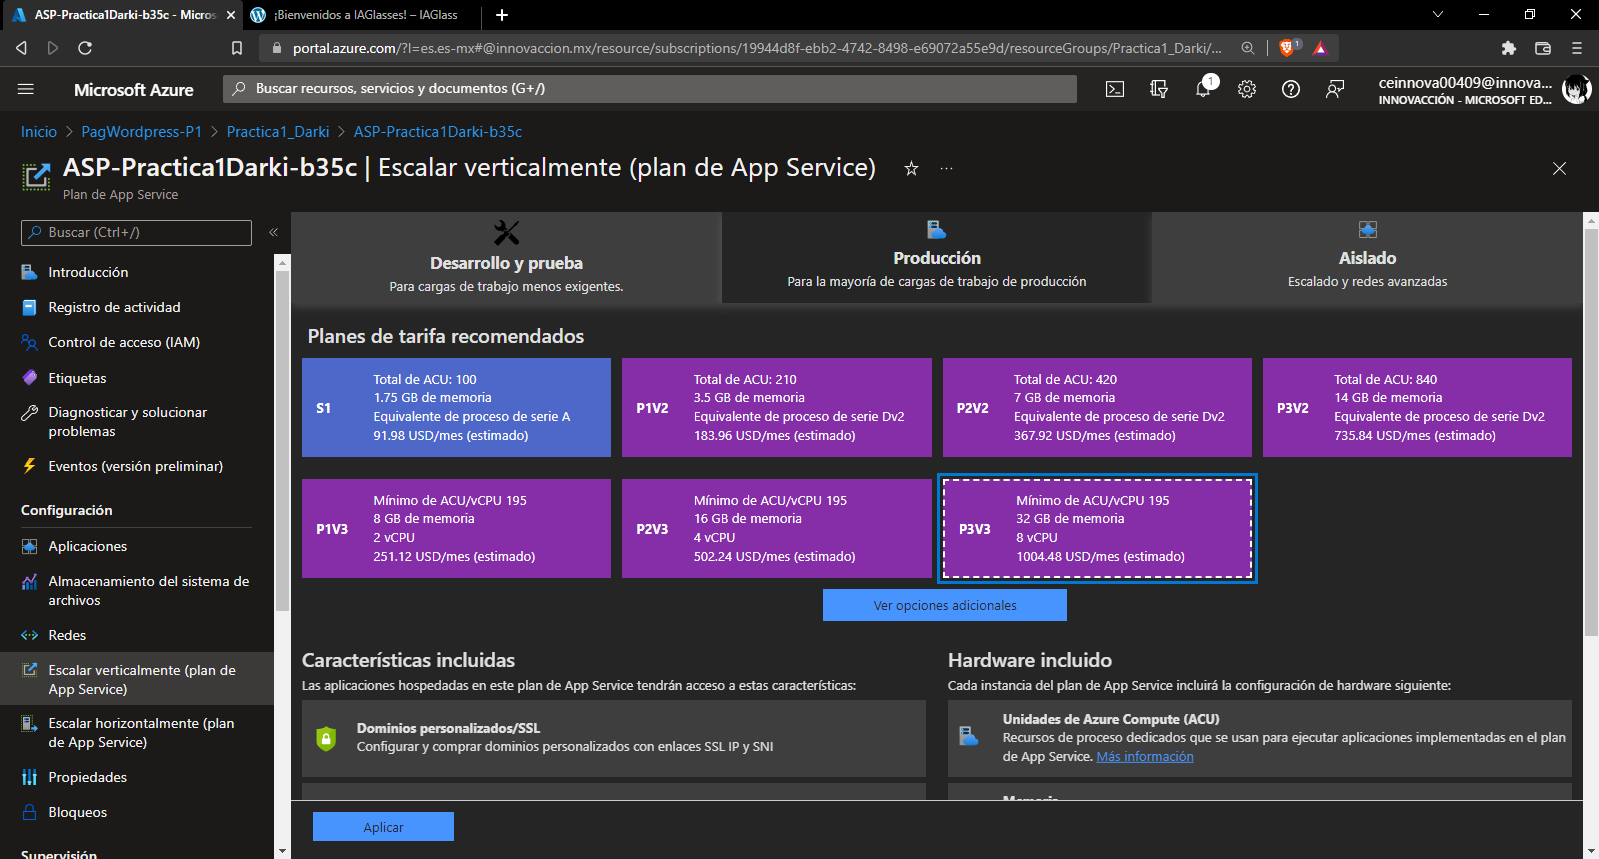 ASP-Practica1Darki-b35c - Micros
¡Bienvenidos a IAGlasses! – IAGlass
portal.azure.com/?l=es.es-mx#@innovaccion.mx/resource/subscriptions/19944d8f-ebb2-4742-8498-e69072a55e9d/resourceGroups/Practica1_Darki/...
1
Microsoft Azure
Buscar recursos, servicios y documentos (G+/)
1
ceinnova00409@innova...
INNOVACCIÓN - MICROSOFT ED...
Inicio > PagWordpress-P1 > Practica1_Darki > ASP-Practica1Darki-b35c
ASP-Practica1Darki-b35c | Escalar verticalmente (plan de App Service)
Plan de App Service
Buscar (Ctrl+/)
Introducción
Registro de actividad
Control de acceso (IAM)
Etiquetas
Diagnosticar y solucionar
problemas
Eventos (versión preliminar)
Configuración
Aplicaciones
Almacenamiento del sistema de
archivos
Redes
Escalar verticalmente (plan de
App Service)
Escalar horizontalmente (plan
de App Service)
Propiedades
Bloqueos
Supervisión
Desarrollo y prueba
Para cargas de trabajo menos exigentes.
Producción
Para la mayoría de cargas de trabajo de producción
Aislado
Escalado y redes avanzadas
Planes de tarifa recomendados
S1
Total de ACU: 100
1.75 GB de memoria
Equivalente de proceso de serie A
91.98 USD/mes (estimado)
P1V2
Total de ACU: 210
3.5 GB de memoria
Equivalente de proceso de serie Dv2
183.96 USD/mes (estimado)
P2V2
Total de ACU: 420
7 GB de memoria
Equivalente de proceso de serie Dv2
367.92 USD/mes (estimado)
P3V2
Total de ACU: 840
14 GB de memoria
Equivalente de proceso de serie Dv2
735.84 USD/mes (estimado)
P1V3
Mínimo de ACU/vCPU 195
8 GB de memoria
2 vCPU
251.12 USD/mes (estimado)
P2V3
Mínimo de ACU/vCPU 195
16 GB de memoria
4 vCPU
502.24 USD/mes (estimado)
P3V3
Mínimo de ACU/vCPU 195
32 GB de memoria
8 vCPU
1004.48 USD/mes (estimado)
Ver opciones adicionales
Características incluidas
Las aplicaciones hospedadas en este plan de App Service tendrán acceso a estas características:
Dominios personalizados/SSL
Configurar y comprar dominios personalizados con enlaces SSL IP y SNI
Hardware incluido
Cada instancia del plan de App Service incluirá la configuración de hardware siguiente:
Unidades de Azure Compute (ACU)
Recursos de proceso dedicados que se usan para ejecutar aplicaciones implementadas en el plan
de App Service. Más información
Memoria
Aplicar